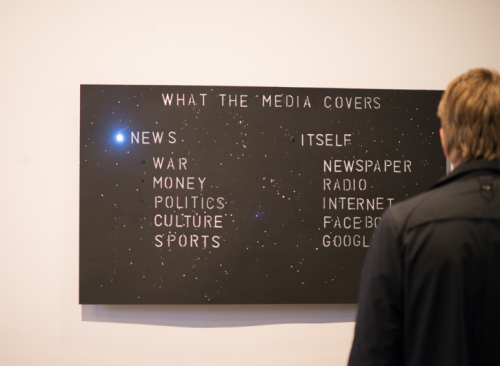 WHAT THE MEDIA COVERS
NEWS
WAR
MONEY
POLITICS
CULTURE
SPORTS
ITSELF
NEWSPAPER
RADIO
INTERNET